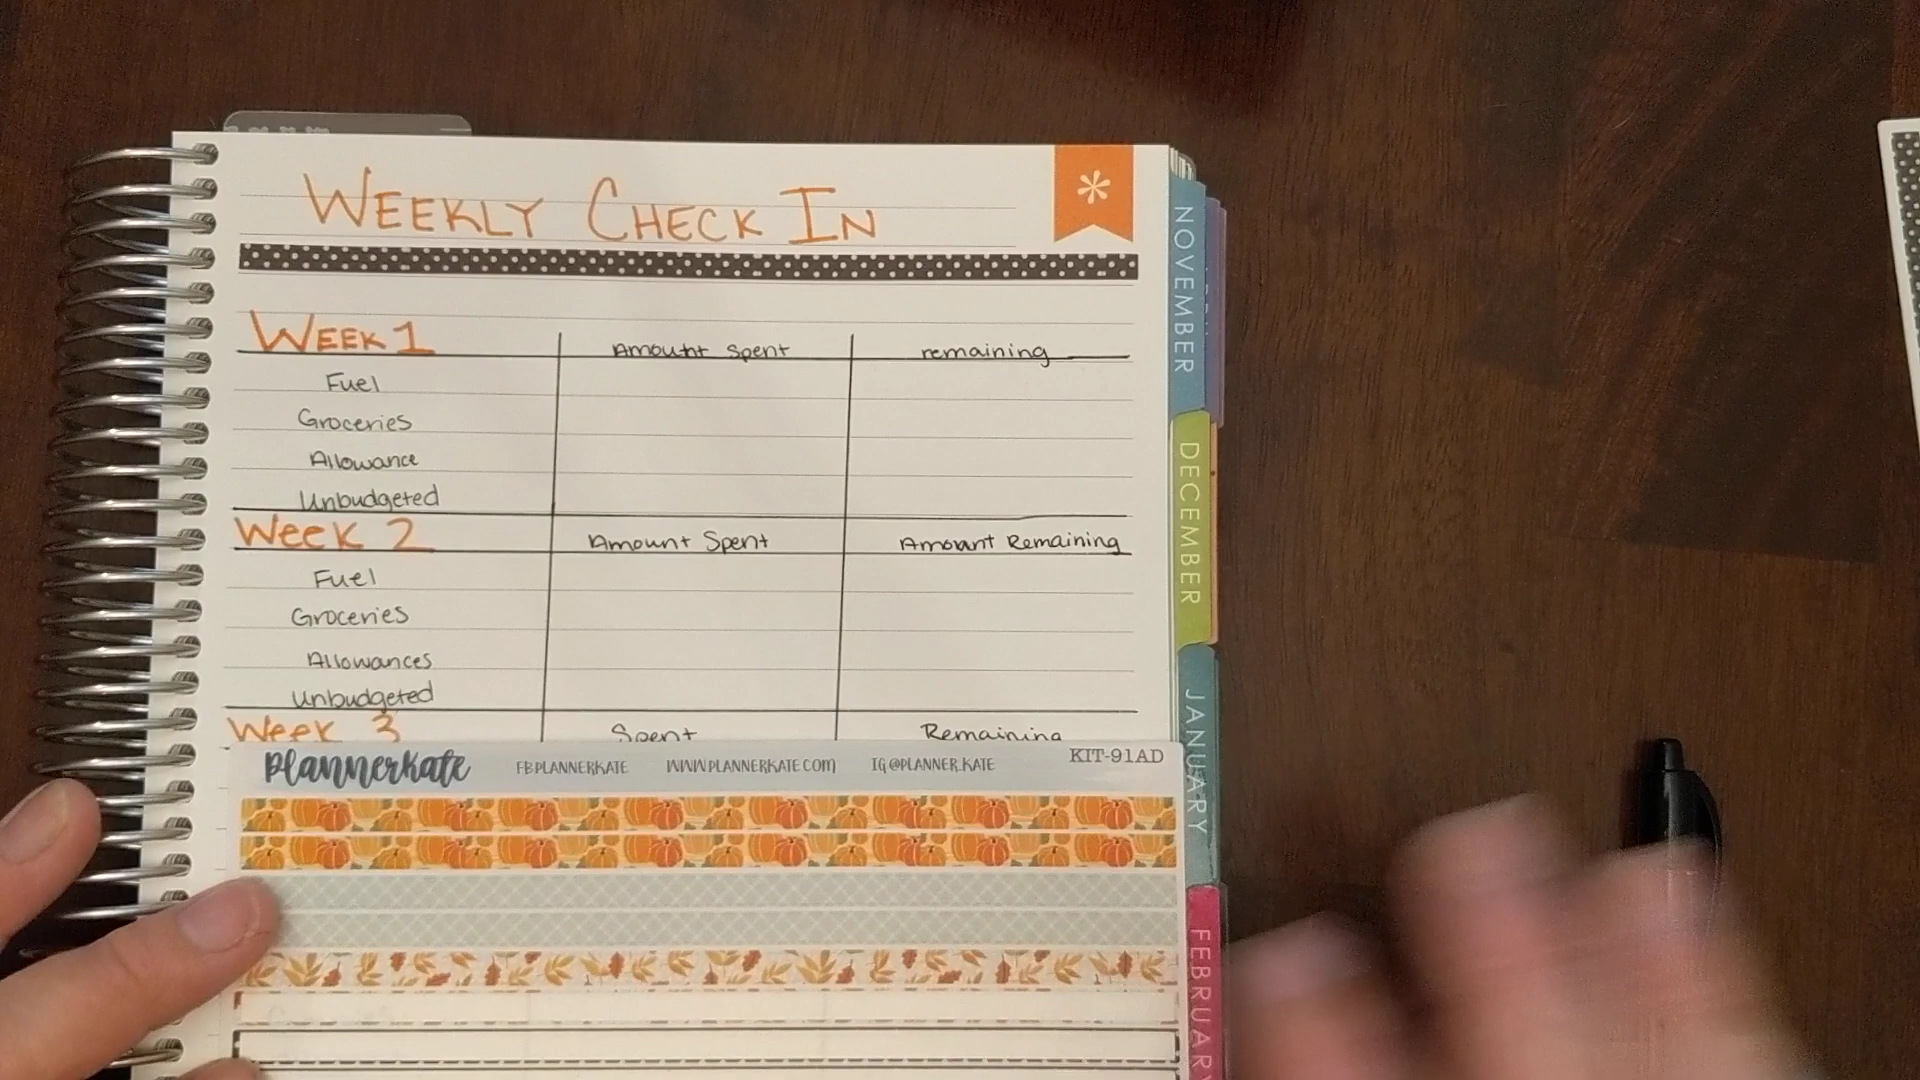 WEEKLY CHECK IN
*
WEEK 1 Amount Spent remaining
Fuel
Groceries
Allowance
Unbudgeted
Week 2 Amount Spent Amount Remaining
Fuel
Groceries
Allowances
Unbudgeted
Week 3 Spent Remaining
plannerkate FB:PLANNERKATE WWW.PLANNERKATE.COM IG @PLANNER.KATE KIT-91AD
NOVEMBER
DECEMBER
JANUARY
FEBRUARY